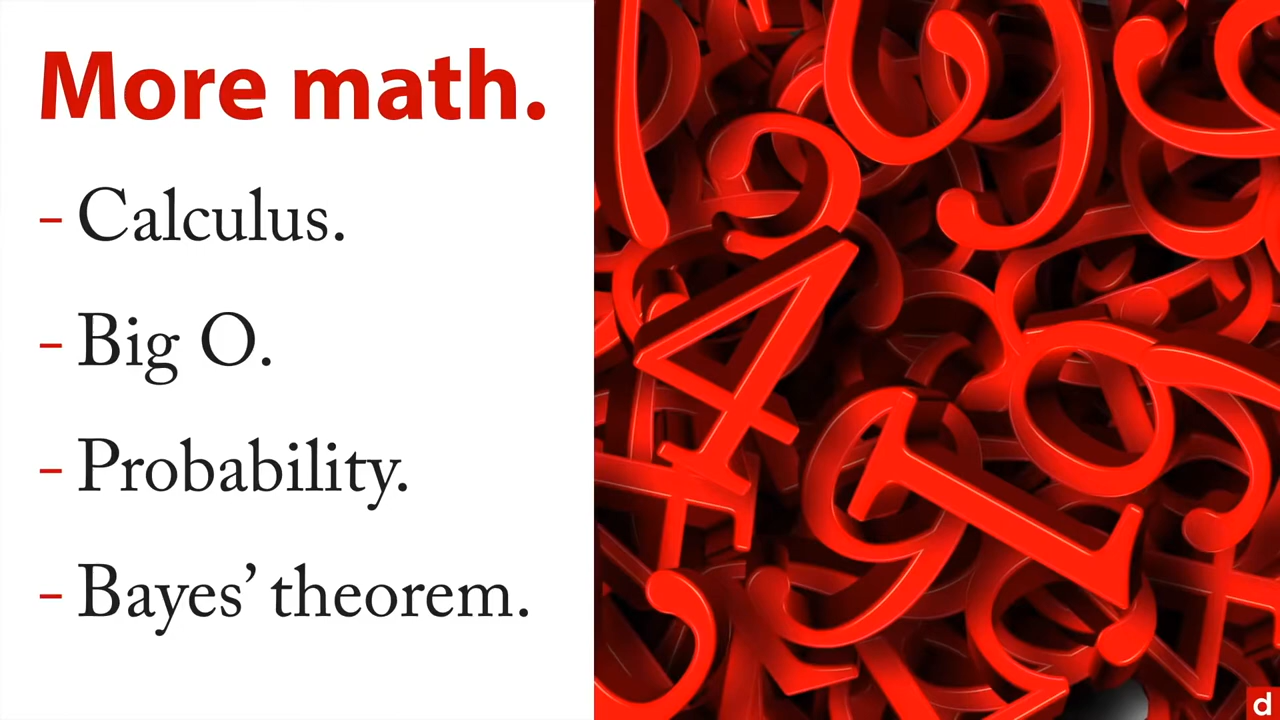 More math.
- Calculus.
- Big O.
- Probability.
- Bayes’ theorem.
d